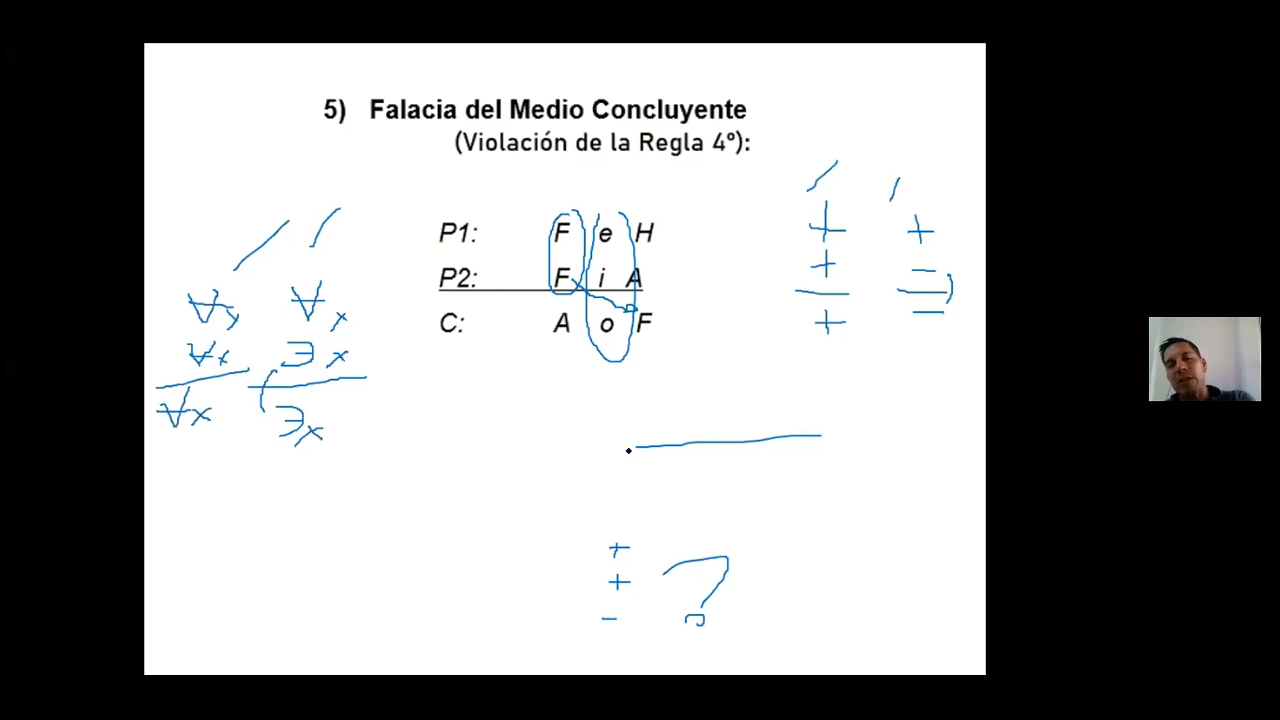 5) Falacia del Medio Concluyente
(Violación de la Regla 4°):
P1: F e H
P2: F i A
C: A o F
∀x ∀x
∀x ∃x
∀x ∃x
+ +
+ −
+ −
+
+ ?
−